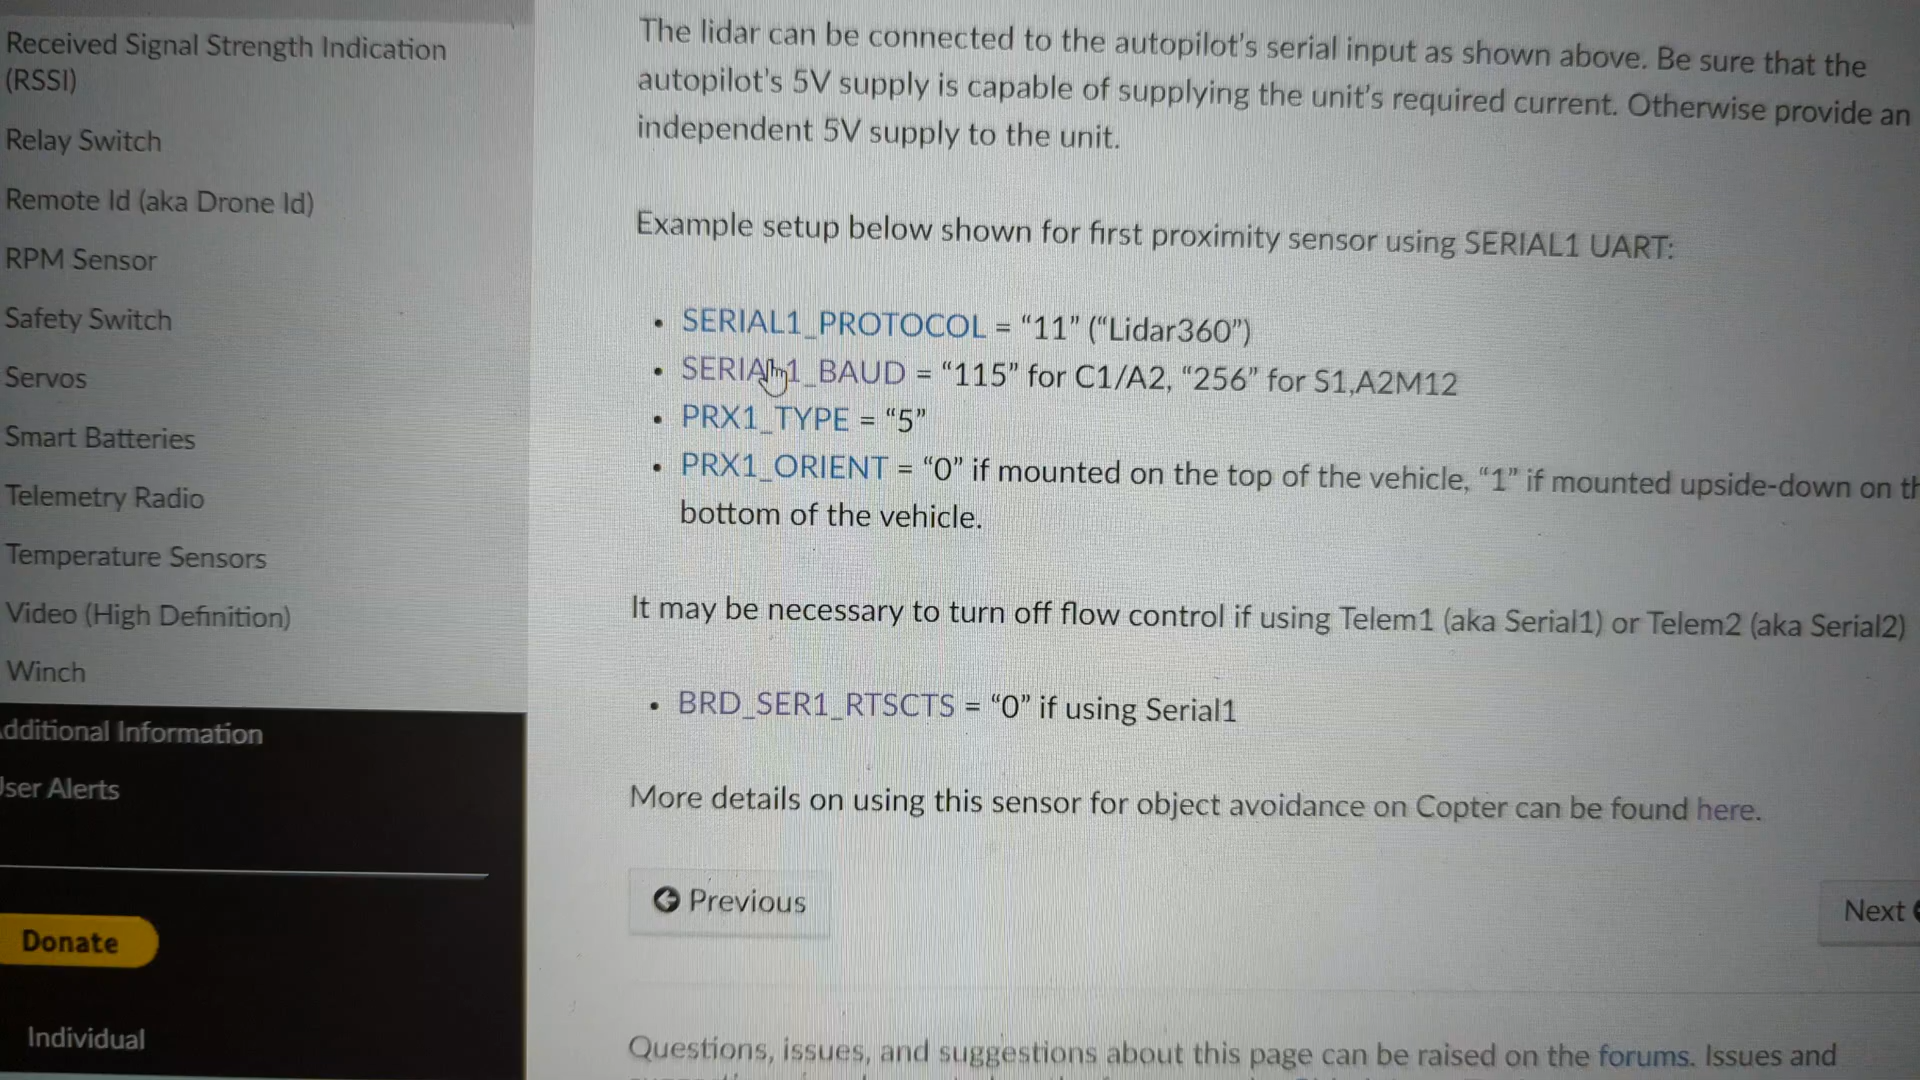 Received Signal Strength Indication
(RSSI)
Relay Switch
Remote Id (aka Drone Id)
RPM Sensor
Safety Switch
Servos
Smart Batteries
Telemetry Radio
Temperature Sensors
Video (High Definition)
Winch
dditional Information
ser Alerts
Donate
Individual
The lidar can be connected to the autopilot's serial input as shown above. Be sure that the
autopilot's 5V supply is capable of supplying the unit's required current. Otherwise provide an
independent 5V supply to the unit.
Example setup below shown for first proximity sensor using SERIAL1 UART:
• SERIAL1_PROTOCOL = “11” (“Lidar360”)
• SERIAL1_BAUD = “115” for C1/A2, “256” for S1,A2M12
• PRX1_TYPE = “5”
• PRX1_ORIENT = “0” if mounted on the top of the vehicle, “1” if mounted upside-down on th
bottom of the vehicle.
It may be necessary to turn off flow control if using Telem1 (aka Serial1) or Telem2 (aka Serial2)
• BRD_SER1_RTSCTS = “0” if using Serial1
More details on using this sensor for object avoidance on Copter can be found here.
Previous
Next
Questions, issues, and suggestions about this page can be raised on the forums. Issues and